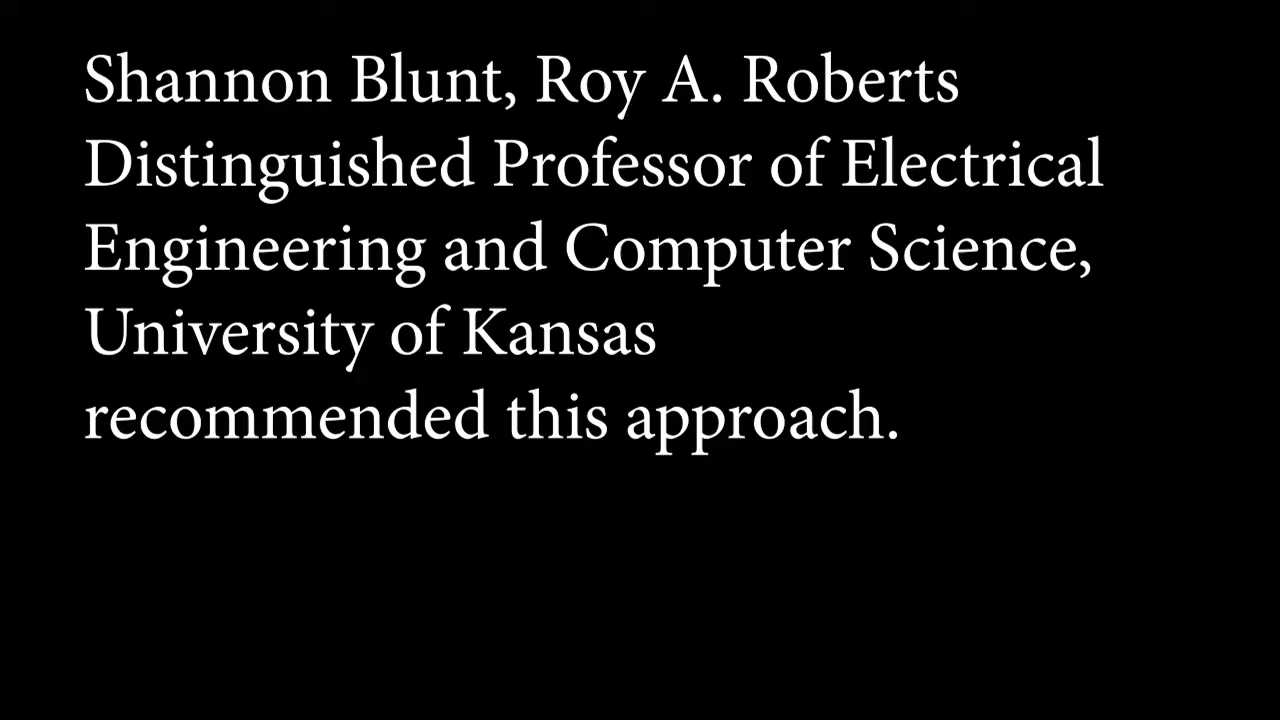 Shannon Blunt, Roy A. Roberts
Distinguished Professor of Electrical
Engineering and Computer Science,
University of Kansas
recommended this approach.